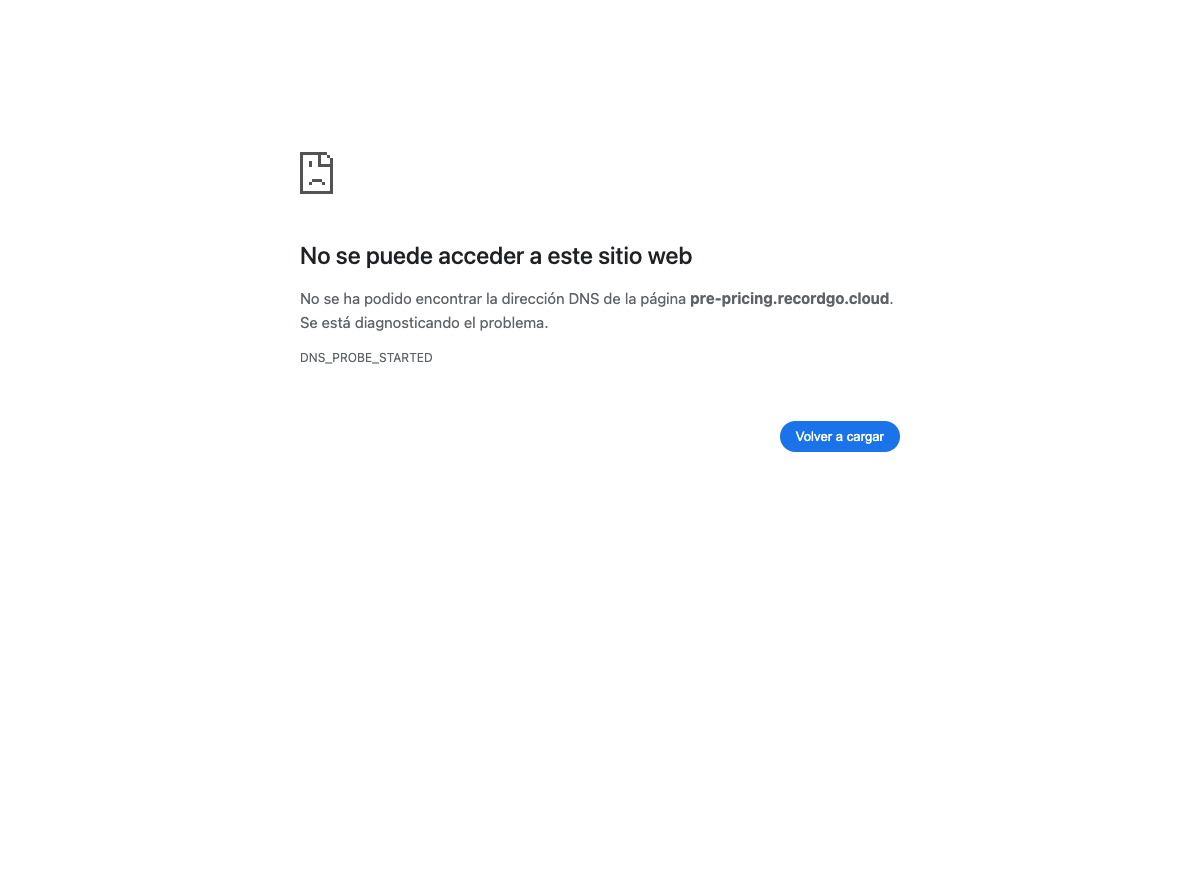 No se puede acceder a este sitio web
No se ha podido encontrar la dirección DNS de la página pre-pricing.recordgo.cloud.
Se está diagnosticando el problema.
DNS_PROBE_STARTED
Volver a cargar